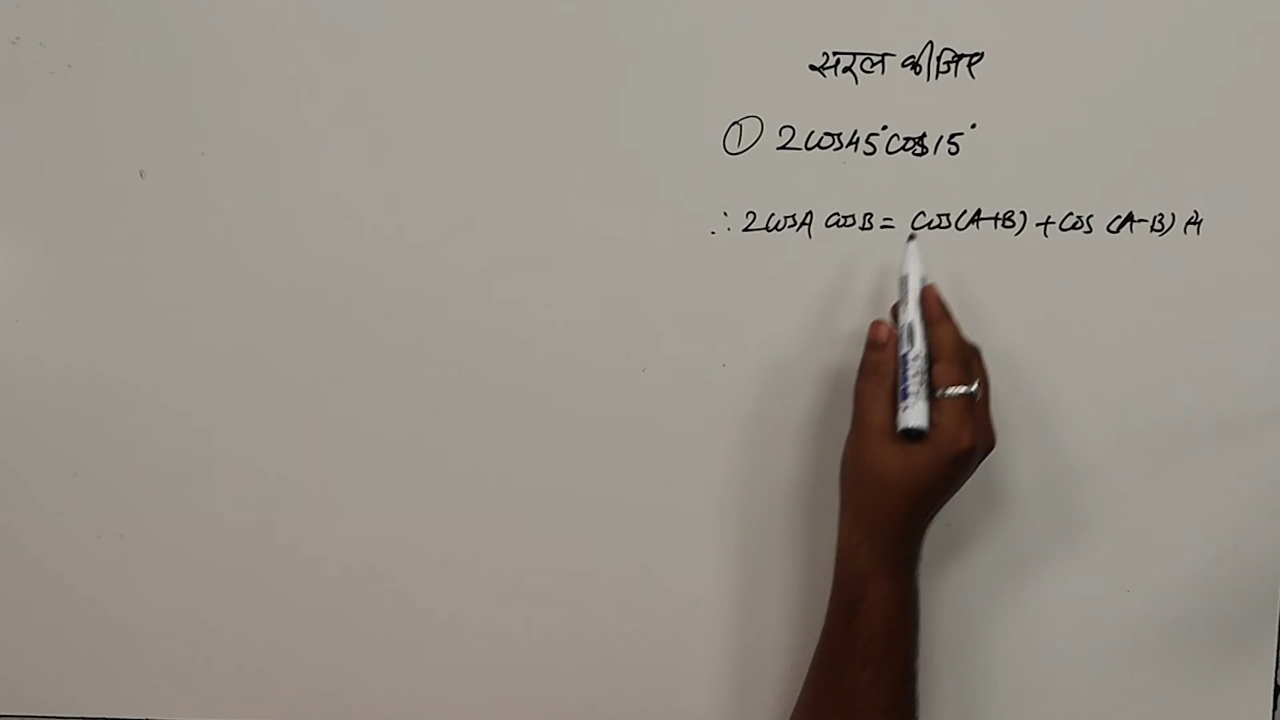 सरल कीजिए
① 2cos45°cos15°
∴ 2cosA cosB = cos(A+B) + cos (A-B) से